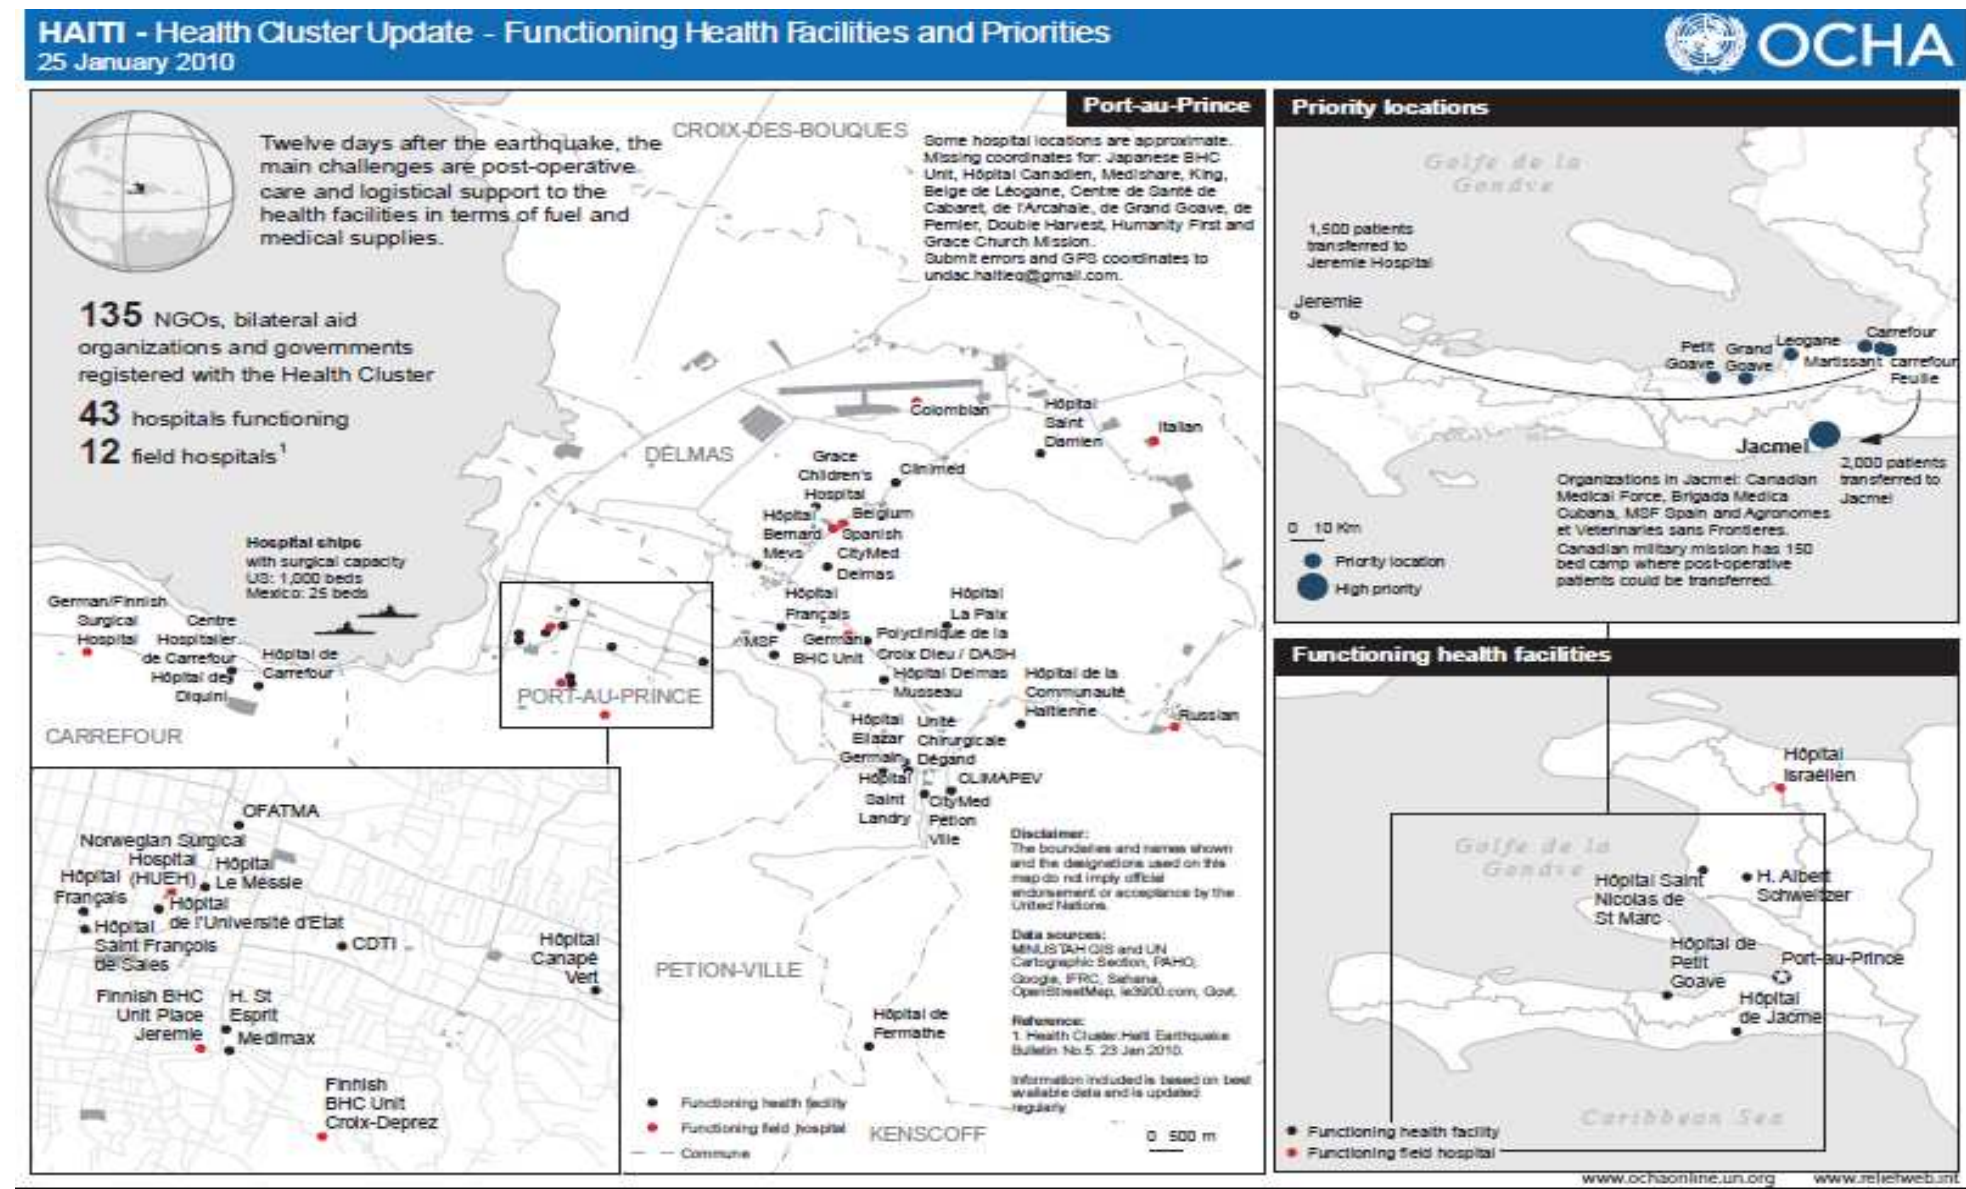 HAITI - Health Cluster Update - Functioning Health Facilities and Priorities
25 January 2010
OCHA
Port-au-Prince
Twelve days after the earthquake, the
main challenges are post-operative
care and logistical support to the
health facilities in terms of fuel and
medical supplies.
135 NGOs, bilateral aid
organizations and governments
registered with the Health Cluster
43 hospitals functioning
12 field hospitals¹
CROIX-DES-BOUQUES
Some hospital locations are approximate.
Missing coordinates for: Japanese BHC
Unit, Hôpital Canadien, Medishare, King,
Belge de Léogane, Centre de Santé de
Cabaret, de l'Arcahaie, de Grand Goave, de
Pernier, Double Harvest, Humanity First and
Grace Church Mission.
Submit errors and GPS coordinates to
undac.haitieq@gmail.com.
Hospital ships
with surgical capacity
US: 1,000 beds
Mexico: 25 beds
German/Finnish
Surgical
Hospital
Centre
Hospitalier
de Carrefour
Hôpital de
Diquini
Hôpital de
Carrefour
CARREFOUR
DELMAS
Colombian
Hôpital
Saint
Damien
Italian
Grace
Children's
Hospital
Clinimed
Hôpital
Bernard
Mevs
Belgium
Spanish
CityMed
Delmas
Hôpital
Français
Hôpital
La Paix
MSF
German
BHC Unit
Polyclinique de la
Croix Dieu / DASH
Hôpital Delmas
Musseau
Hôpital de la
Communauté
Haïtienne
Russian
PORT-AU-PRINCE
Hôpital
Eliazar
Germain
Unité
Chirurgicale
Dégand
Hôpital
Saint
Landry
CLIMAPEV
CityMed
Pétion
Ville
PETION-VILLE
Hôpital de
Fermathe
KENSCOFF
OFATMA
Norwegian Surgical
Hospital
(HUEH)
Hôpital
Le Messie
Hôpital
Français
Hôpital
de l'Université d'Etat
Hôpital
Saint François
de Sales
CDTI
Hôpital
Canapé
Vert
Finnish BHC
Unit Place
Jeremie
H. St
Esprit
Medimax
Finnish
BHC Unit
Croix-Deprez
Disclaimer:
The boundaries and names shown
and the designations used on this
map do not imply official
endorsement or acceptance by the
United Nations.
Data sources:
MINUSTAH GIS and UN
Cartographic Section, PAHO,
Google, IFRC, Sahana,
OpenStreetMap, ie3900.com, Govt.
Reference:
1. Health Cluster: Haiti Earthquake
Bulletin No.5. 23 Jan 2010.
Information included is based on best
available data and is updated
regularly
Functioning health facility
Functioning field hospital
Commune
0 500 m
Priority locations
Golfe de la
Gonâve
1,500 patients
transferred to
Jeremie Hospital
Jeremie
Petit
Goave
Grand
Goave
Leogane
Carrefour
Martissant
carrefour
Feuille
Jacmel
2,000 patients
transferred to
Jacmel
Organizations in Jacmel: Canadian
Medical Force, Brigada Medica
Cubana, MSF Spain and Agronomes
et Veterinaries sans Frontieres.
Canadian military mission has 150
bed camp where post-operative
patients could be transferred.
0 10 Km
Priority location
High priority
Functioning health facilities
Hôpital
Israélien
Golfe de la
Gonâve
Hôpital Saint
Nicolas de
St Marc
H. Albert
Schweitzer
Hôpital de
Petit
Goave
Port-au-Prince
Hôpital
de Jacmel
Caribbean Sea
Functioning health facility
Functioning field hospital
www.ochaonline.un.org www.reliefweb.int